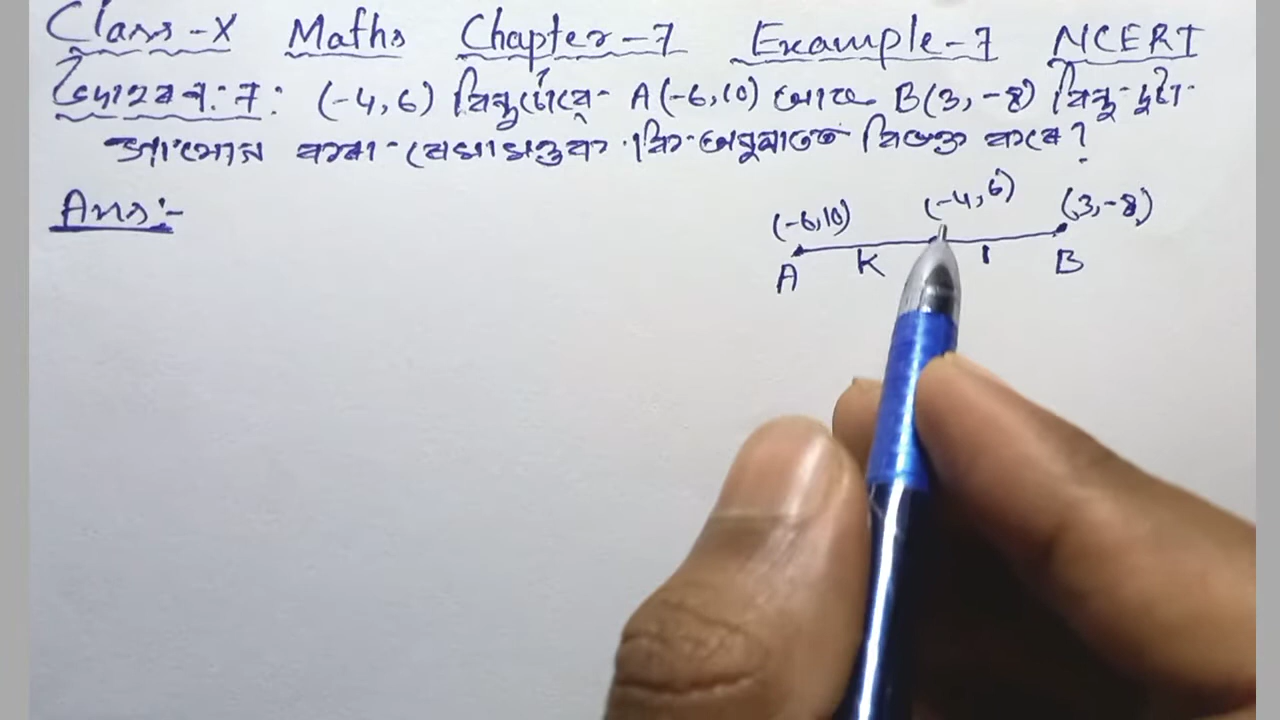 Class-X Maths Chapter-7 Example-7 NCERT
উদাহৰণ:7: (-4,6) বিন্দুটোৱে A(-6,10) আৰু B(3,-8) বিন্দু দুটা
সংযোগ কৰা ৰেখাখণ্ডক কি অনুপাতত বিভক্ত কৰে?
Ans:-
(-6,10) (-4,6) (3,-8)
A K 1 B